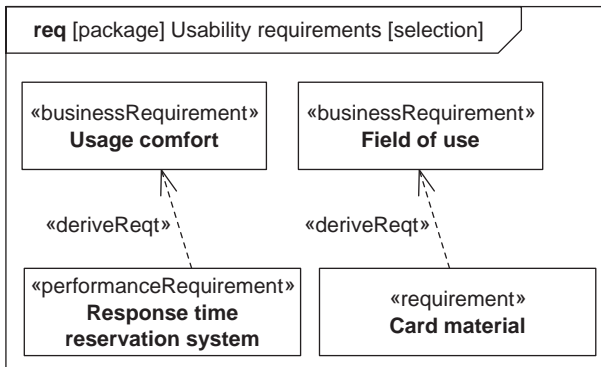 req [package] Usability requirements [selection]
«businessRequirement»
Usage comfort
«businessRequirement»
Field of use
«deriveReqt»
«deriveReqt»
«performanceRequirement»
Response time
reservation system
«requirement»
Card material